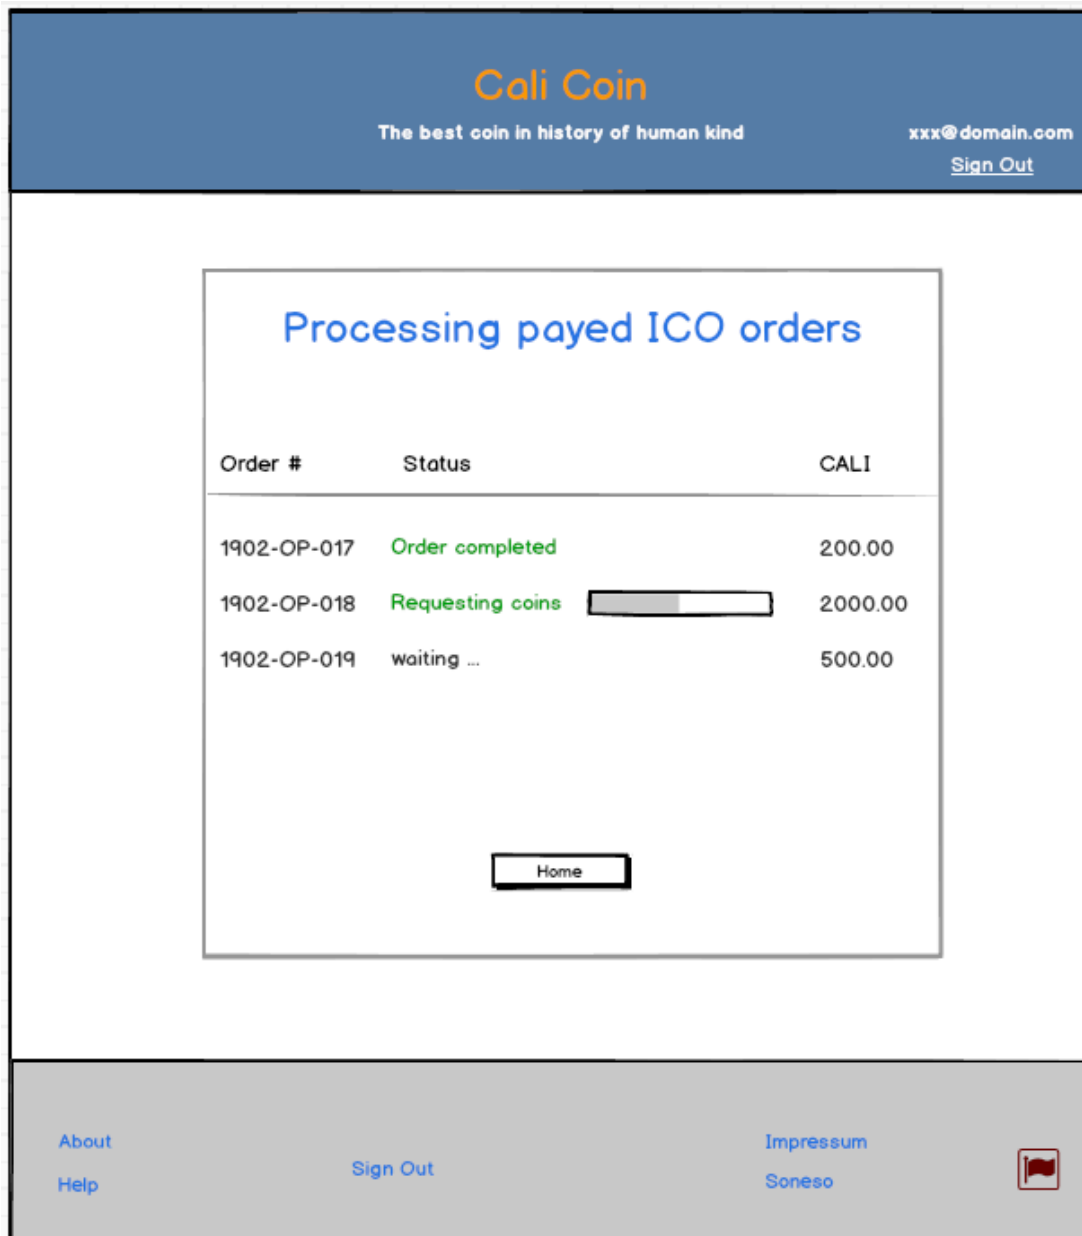 Cali Coin
The best coin in history of human kind
xxx@domain.com
Sign Out
Processing payed ICO orders
Order # Status CALI
1902-OP-017 Order completed 200.00
1902-OP-018 Requesting coins 2000.00
1902-OP-019 waiting ... 500.00
Home
About
Help
Sign Out
Impressum
Soneso